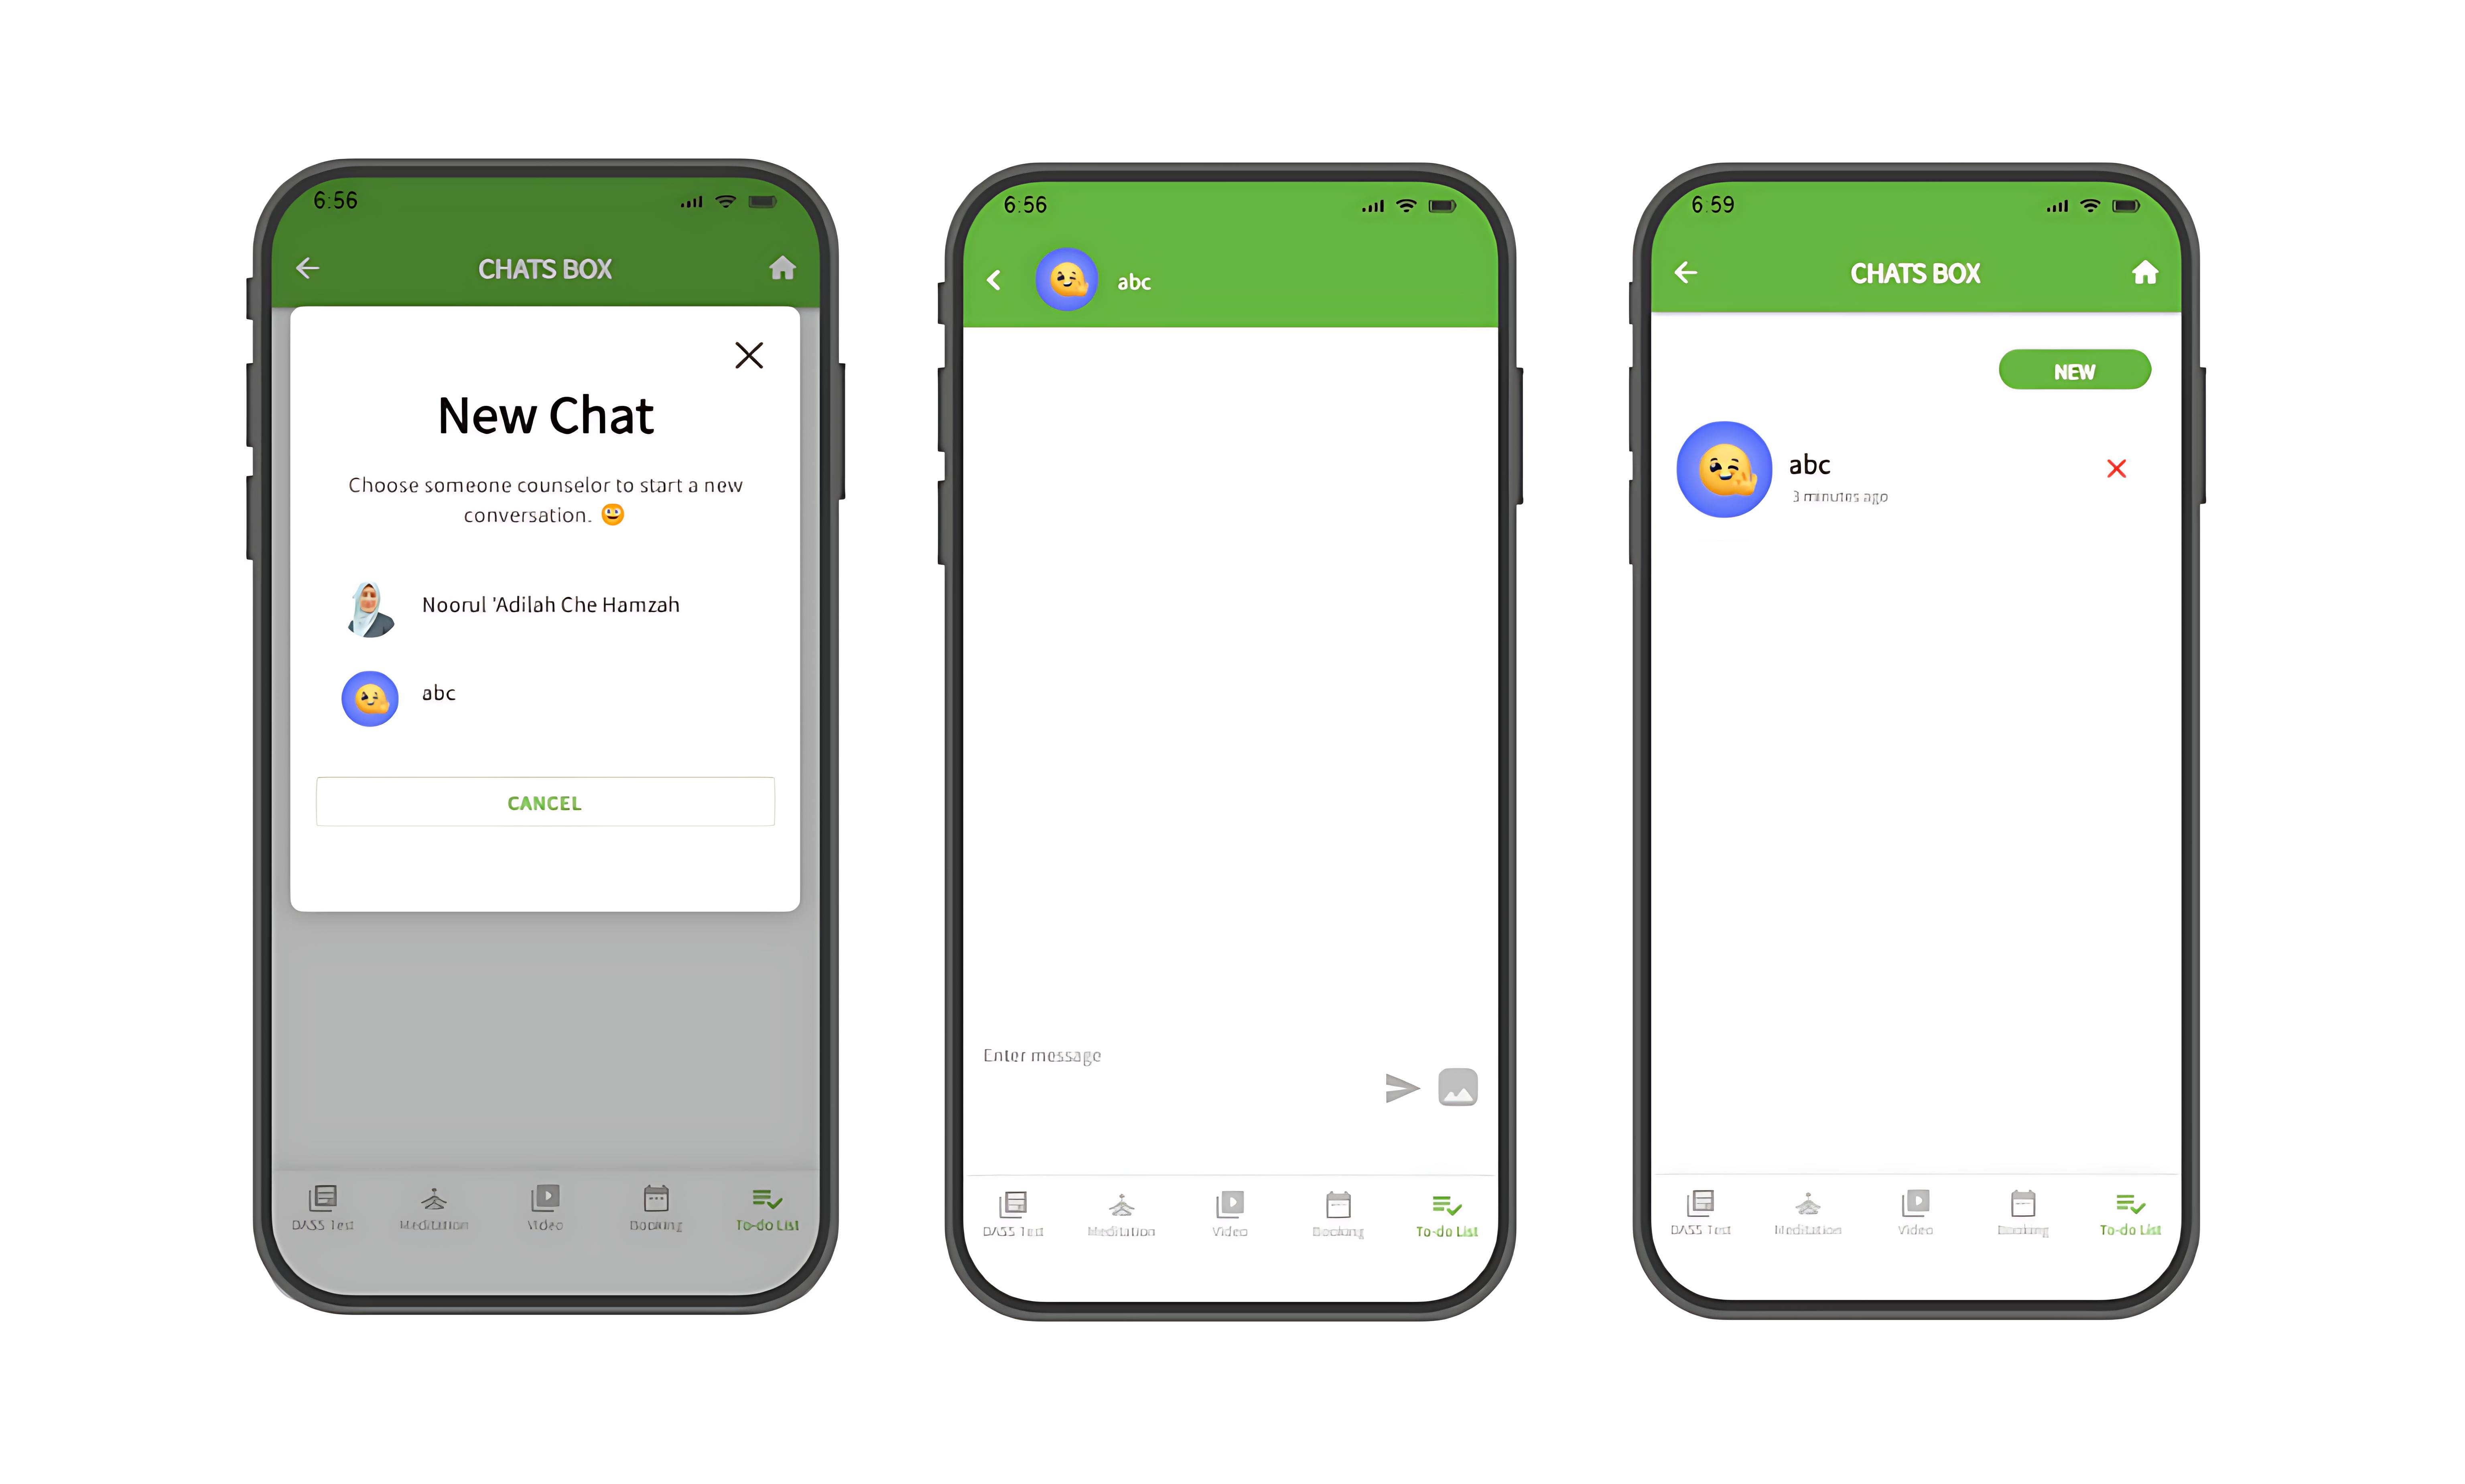 6:56
CHATS BOX
New Chat
Choose someone counselor to start a new
conversation.
Noorul 'Adilah Che Hamzah
abc
CANCEL
DASS Test
Meditation
Video
Booking
To-do List
6:56
abc
Enter message
DASS Test
Meditation
Video
Booking
To-do List
6:59
CHATS BOX
NEW
abc
3 minutes ago
DASS Test
Meditation
Video
Booking
To-do List